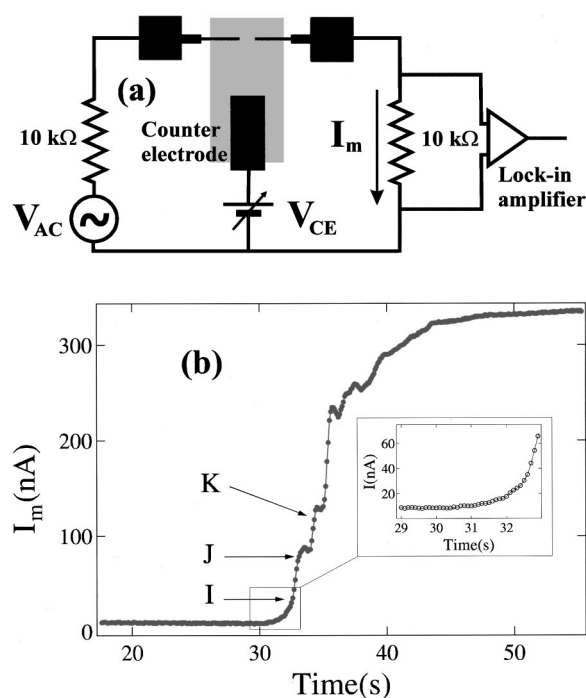 (a)
10 kΩ
Counter
electrode
I_m
10 kΩ
Lock-in
amplifier
V_AC
V_CE
(b)
300
200
100
0
I_m(nA)
K
J
I
60
40
20
I(nA)
29 30 31 32
Time(s)
20 30 40 50
Time(s)